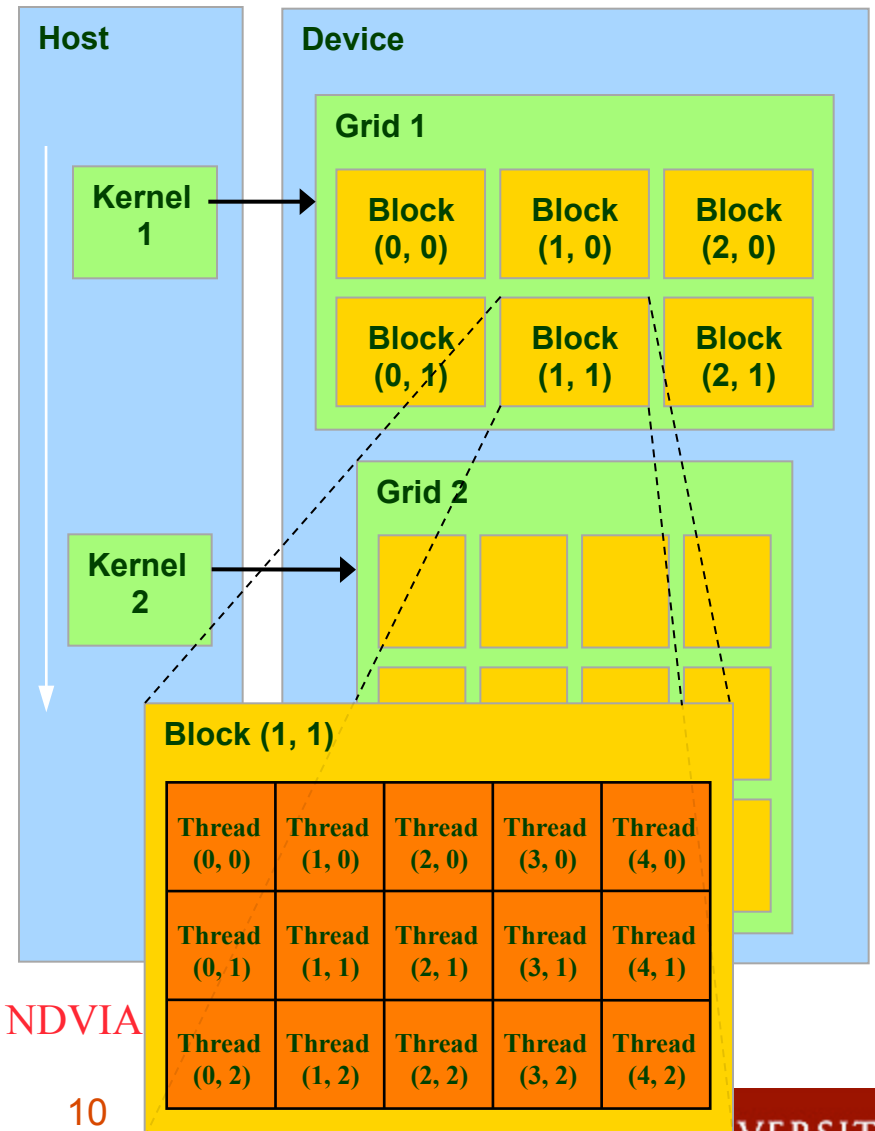 Host
Device
Grid 1
Kernel
1
Block
(0, 0)
Block
(1, 0)
Block
(2, 0)
Block
(0, 1)
Block
(1, 1)
Block
(2, 1)
Grid 2
Kernel
2
Block (1, 1)
Thread
(0, 0)
Thread
(1, 0)
Thread
(2, 0)
Thread
(3, 0)
Thread
(4, 0)
Thread
(0, 1)
Thread
(1, 1)
Thread
(2, 1)
Thread
(3, 1)
Thread
(4, 1)
Thread
(0, 2)
Thread
(1, 2)
Thread
(2, 2)
Thread
(3, 2)
Thread
(4, 2)
NDVIA
10